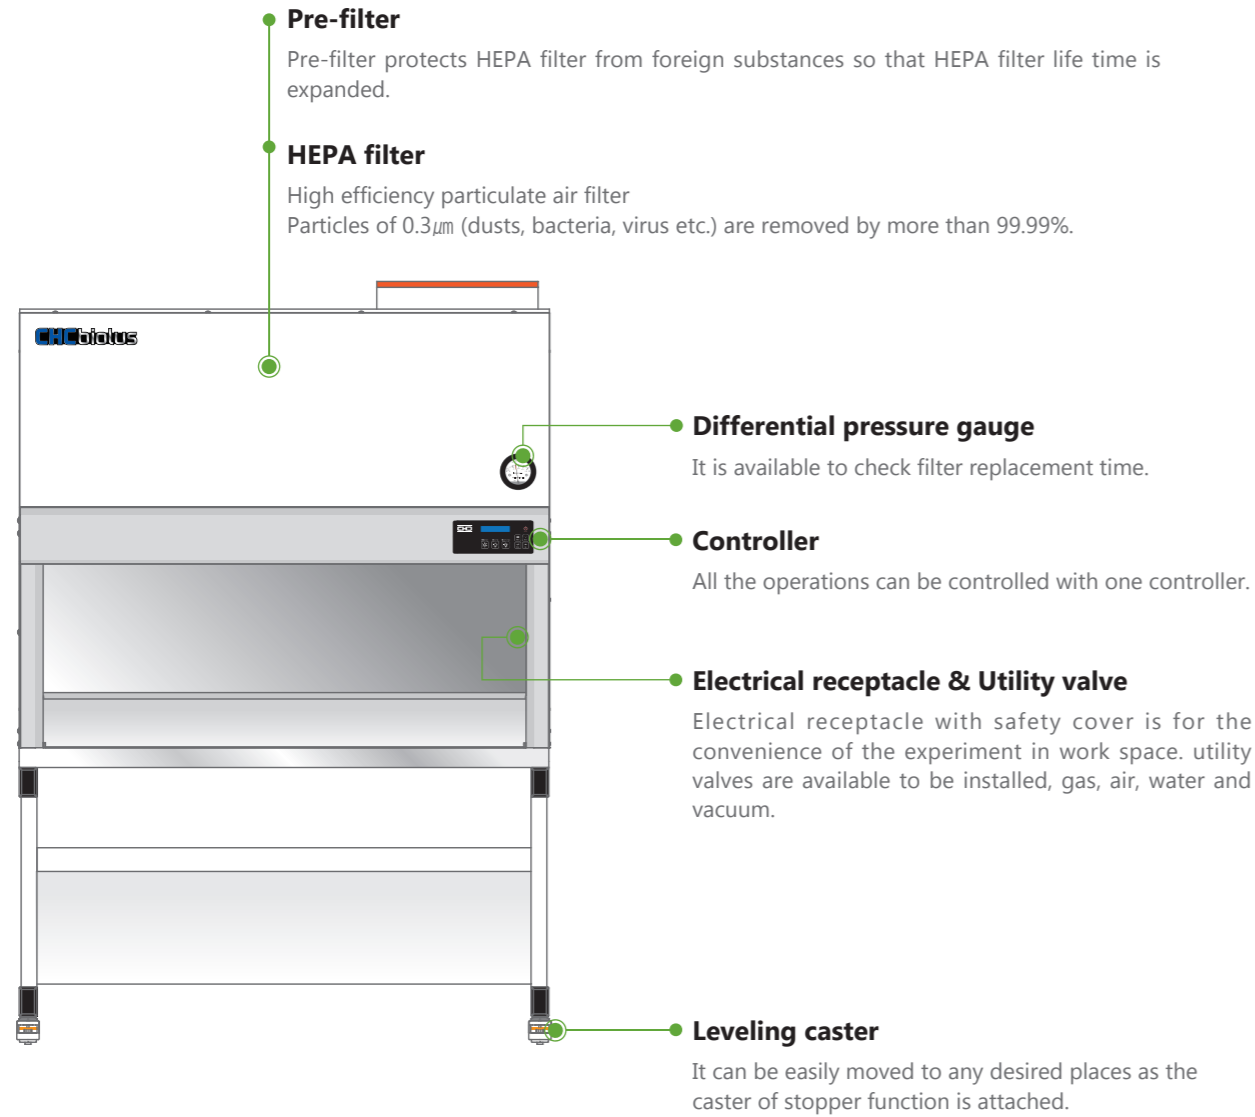 Pre-filter
Pre-filter protects HEPA filter from foreign substances so that HEPA filter life time is
expanded.
HEPA filter
High efficiency particulate air filter
Particles of 0.3㎛ (dusts, bacteria, virus etc.) are removed by more than 99.99%.
CHCbiolus
Differential pressure gauge
It is available to check filter replacement time.
CHC
Controller
All the operations can be controlled with one controller.
Electrical receptacle & Utility valve
Electrical receptacle with safety cover is for the
convenience of the experiment in work space. utility
valves are available to be installed, gas, air, water and
vacuum.
Leveling caster
It can be easily moved to any desired places as the
caster of stopper function is attached.